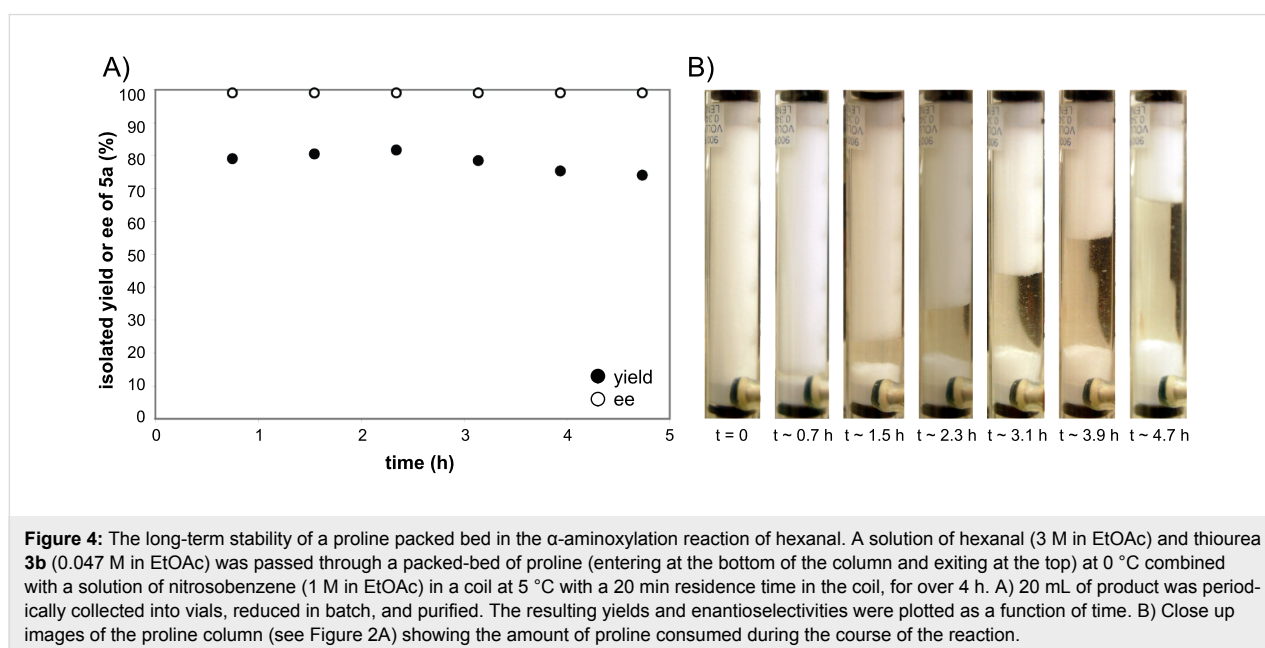 A)
B)
100
90
80
70
60
50
40
30
20
10
0
isolated yield or ee of 5a (%)
yield
ee
0 1 2 3 4 5
time (h)
t = 0 t ~ 0.7 h t ~ 1.5 h t ~ 2.3 h t ~ 3.1 h t ~ 3.9 h t ~ 4.7 h
Figure 4: The long-term stability of a proline packed bed in the α-aminoxylation reaction of hexanal. A solution of hexanal (3 M in EtOAc) and thiourea
3b (0.047 M in EtOAc) was passed through a packed-bed of proline (entering at the bottom of the column and exiting at the top) at 0 °C combined
with a solution of nitrosobenzene (1 M in EtOAc) in a coil at 5 °C with a 20 min residence time in the coil, for over 4 h. A) 20 mL of product was period-
ically collected into vials, reduced in batch, and purified. The resulting yields and enantioselectivities were plotted as a function of time. B) Close up
images of the proline column (see Figure 2A) showing the amount of proline consumed during the course of the reaction.